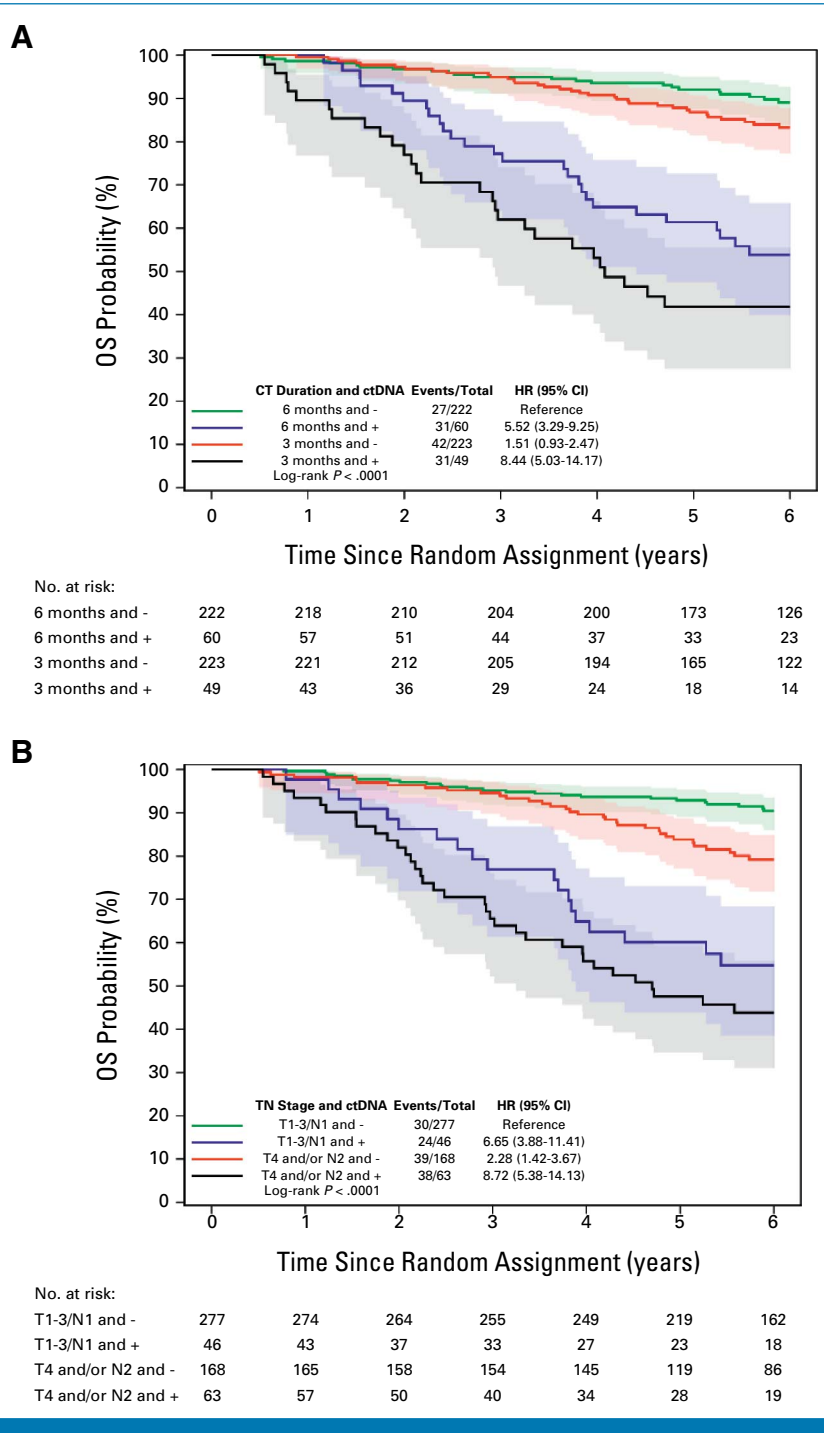 A
100
90
80
70
60
50
40
30
20
10
0
OS Probability (%)
CT Duration and ctDNA Events/Total HR (95% CI)
6 months and - 27/222 Reference
6 months and + 31/60 5.52 (3.29-9.25)
3 months and - 42/223 1.51 (0.93-2.47)
3 months and + 31/49 8.44 (5.03-14.17)
Log-rank P < .0001
0 1 2 3 4 5 6
Time Since Random Assignment (years)
No. at risk:
6 months and - 222 218 210 204 200 173 126
6 months and + 60 57 51 44 37 33 23
3 months and - 223 221 212 205 194 165 122
3 months and + 49 43 36 29 24 18 14
B
100
90
80
70
60
50
40
30
20
10
0
OS Probability (%)
TN Stage and ctDNA Events/Total HR (95% CI)
T1-3/N1 and - 30/277 Reference
T1-3/N1 and + 24/46 6.65 (3.88-11.41)
T4 and/or N2 and - 39/168 2.28 (1.42-3.67)
T4 and/or N2 and + 38/63 8.72 (5.38-14.13)
Log-rank P < .0001
0 1 2 3 4 5 6
Time Since Random Assignment (years)
No. at risk:
T1-3/N1 and - 277 274 264 255 249 219 162
T1-3/N1 and + 46 43 37 33 27 23 18
T4 and/or N2 and - 168 165 158 154 145 119 86
T4 and/or N2 and + 63 57 50 40 34 28 19